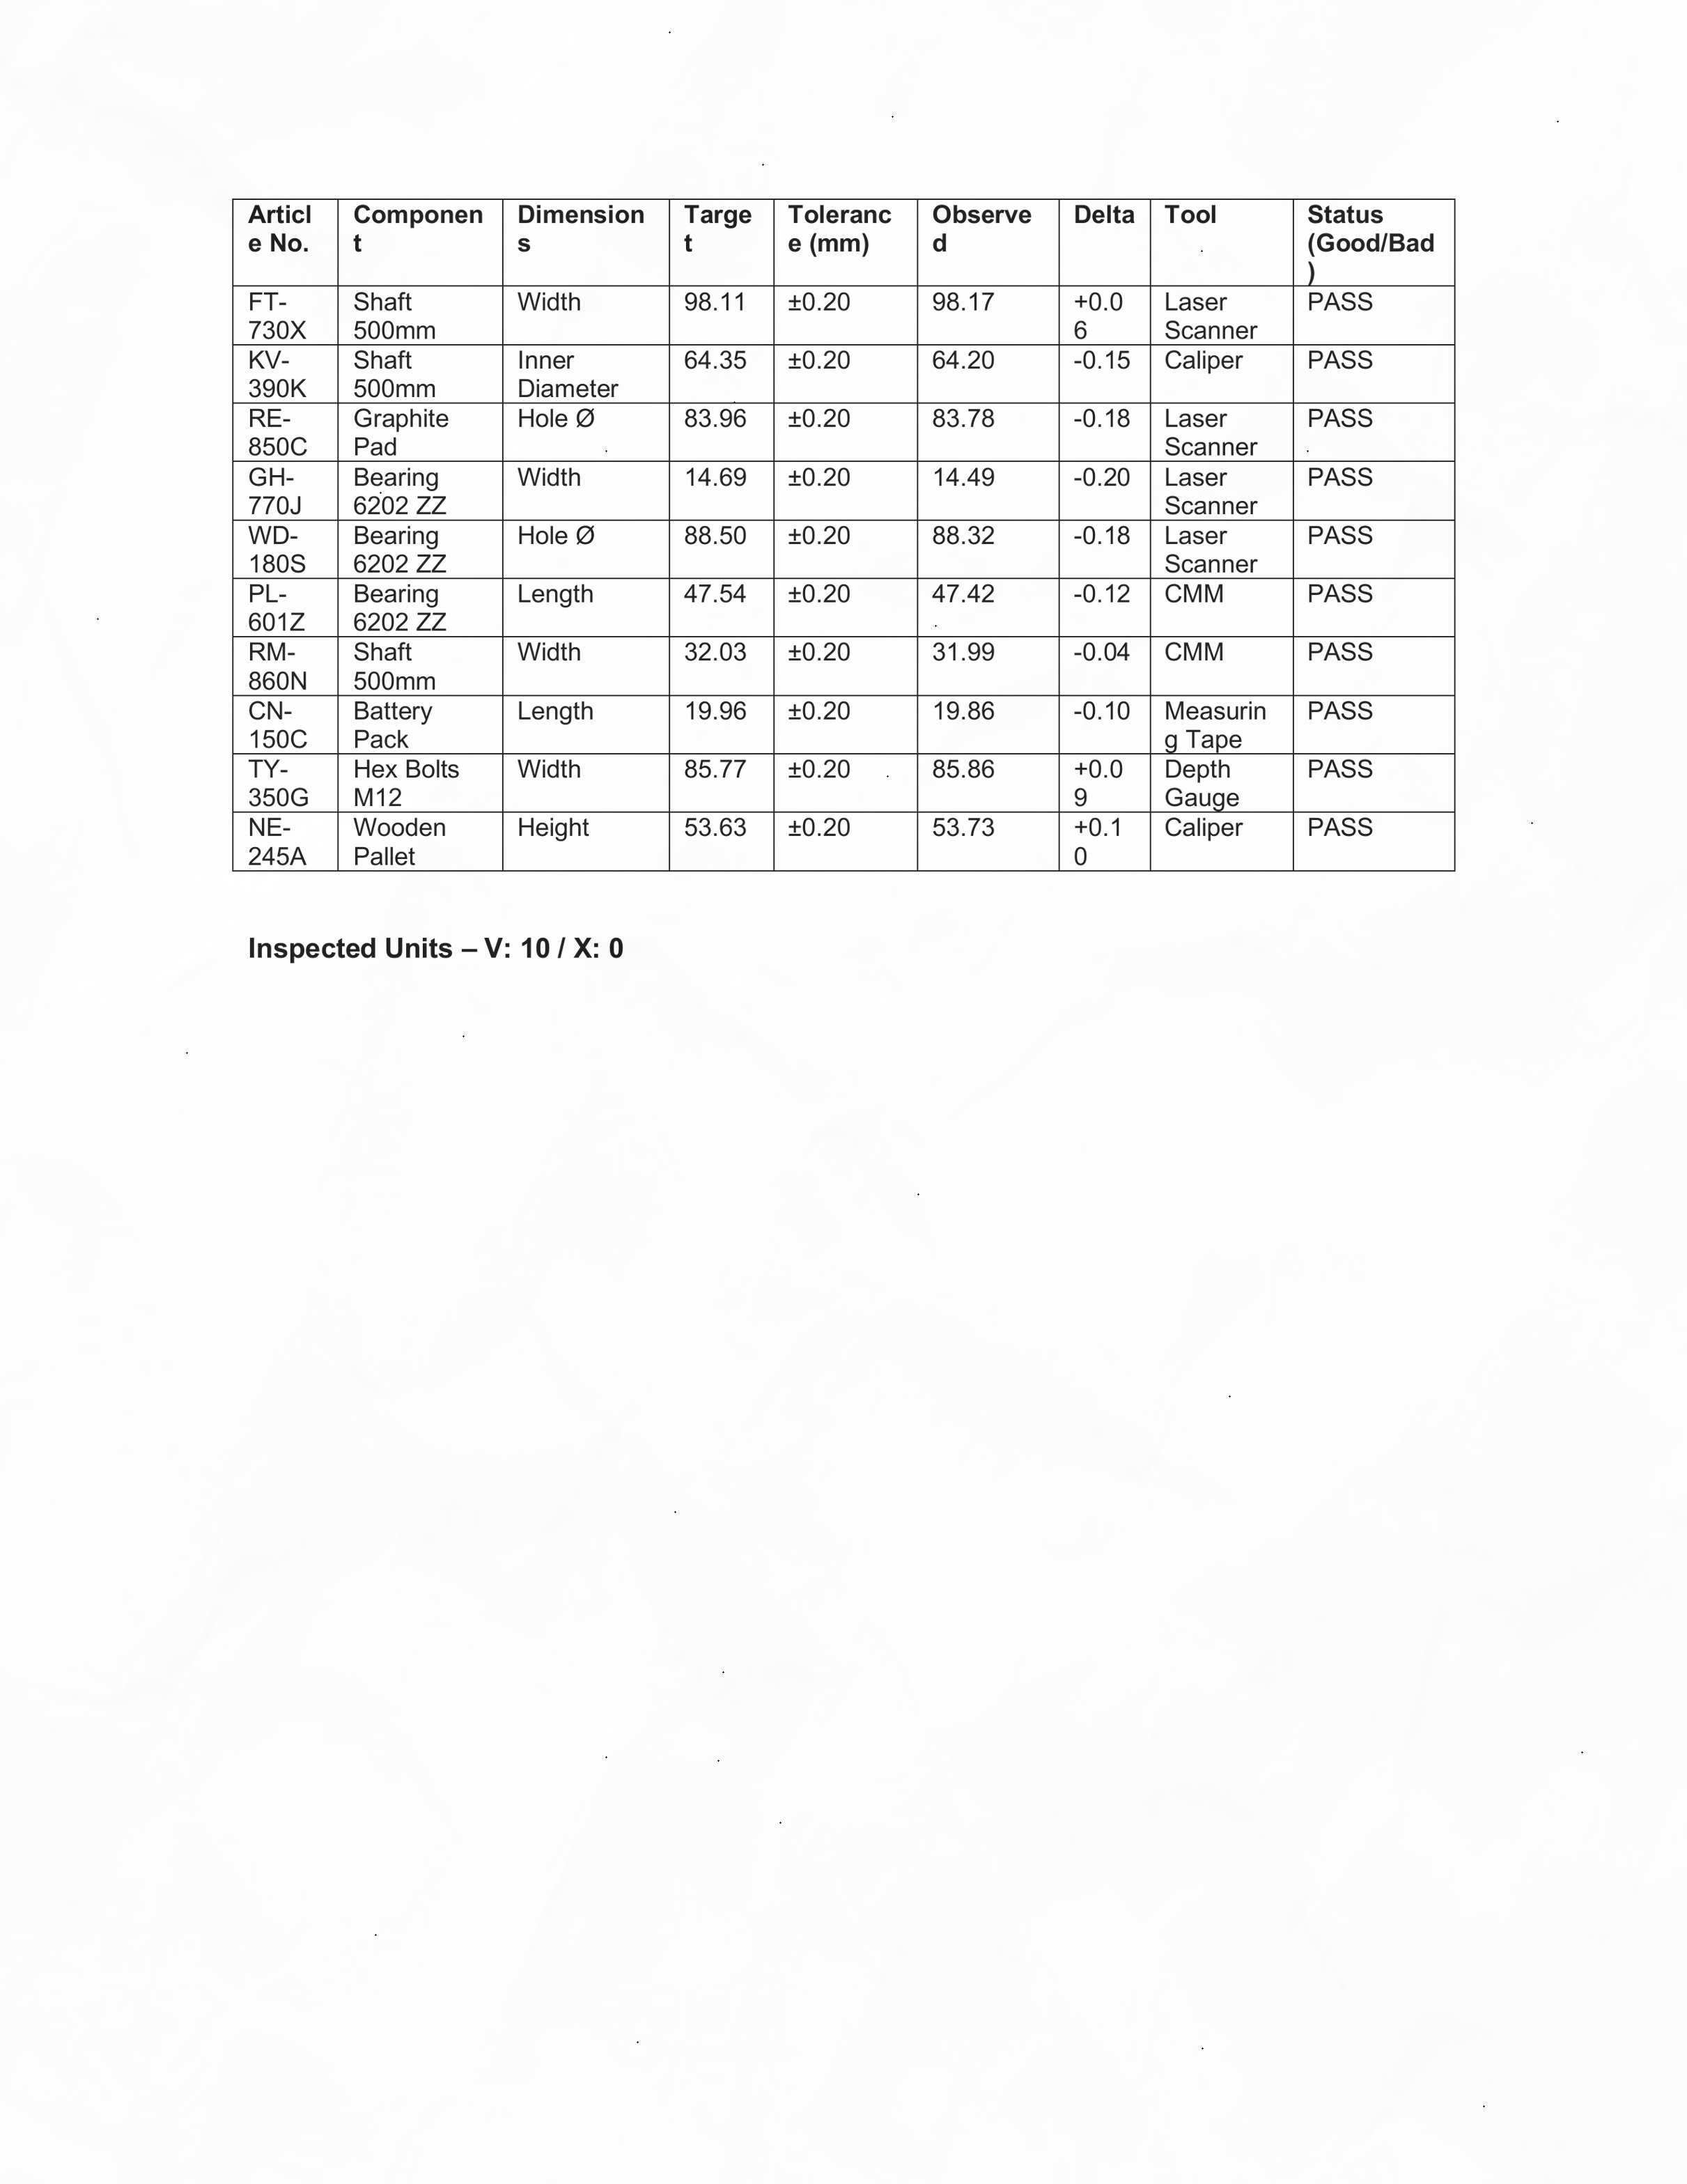 Article No. Component Dimensions Target Tolerance (mm) Observed Delta Tool Status (Good/Bad)
FT-730X Shaft 500mm Width 98.11 ±0.20 98.17 +0.06 Laser Scanner PASS
KV-390K Shaft 500mm Inner Diameter 64.35 ±0.20 64.20 -0.15 Caliper PASS
RE-850C Graphite Pad Hole Ø 83.96 ±0.20 83.78 -0.18 Laser Scanner PASS
GH-770J Bearing 6202 ZZ Width 14.69 ±0.20 14.49 -0.20 Laser Scanner PASS
WD-180S Bearing 6202 ZZ Hole Ø 88.50 ±0.20 88.32 -0.18 Laser Scanner PASS
PL-601Z Bearing 6202 ZZ Length 47.54 ±0.20 47.42 -0.12 CMM PASS
RM-860N Shaft 500mm Width 32.03 ±0.20 31.99 -0.04 CMM PASS
CN-150C Battery Pack Length 19.96 ±0.20 19.86 -0.10 Measuring Tape PASS
TY-350G Hex Bolts M12 Width 85.77 ±0.20 85.86 +0.09 Depth Gauge PASS
NE-245A Wooden Pallet Height 53.63 ±0.20 53.73 +0.10 Caliper PASS
Inspected Units – V: 10 / X: 0